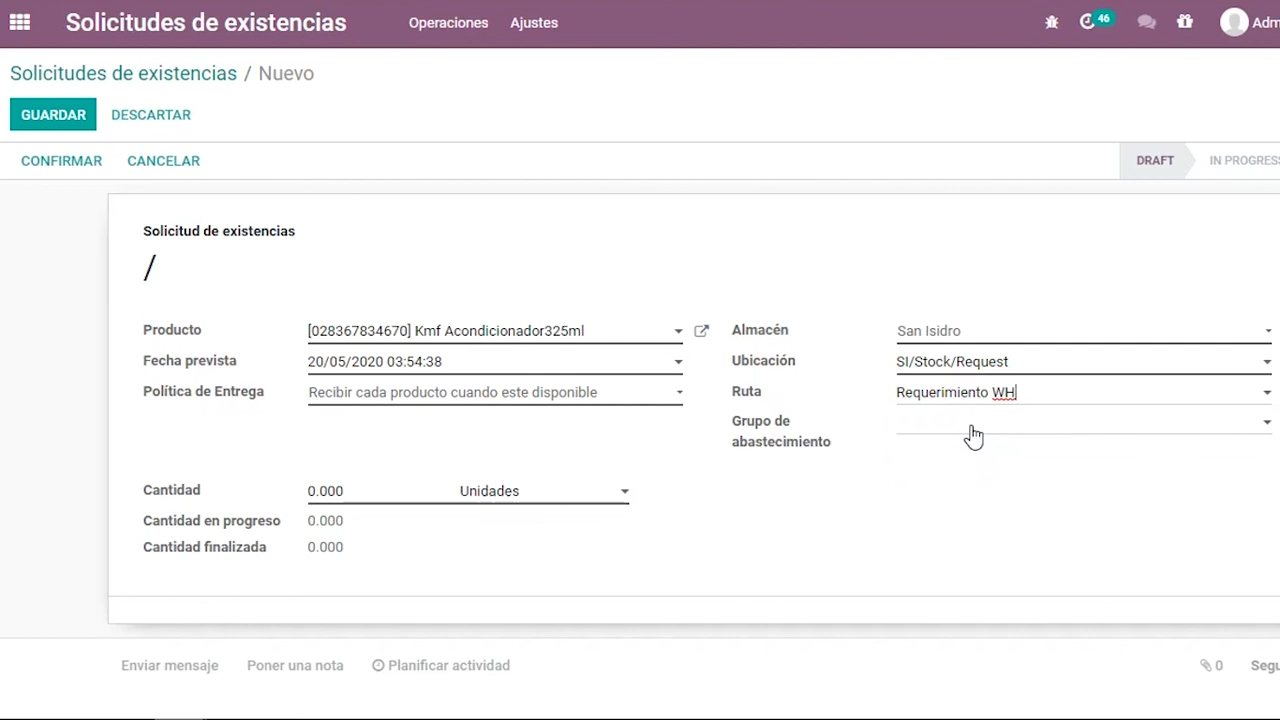 Solicitudes de existencias Operaciones Ajustes 46 Adm
Solicitudes de existencias / Nuevo
GUARDAR DESCARTAR
CONFIRMAR CANCELAR DRAFT IN PROGRESS
Solicitud de existencias
/
Producto [028367834670] Kmf Acondicionador325ml Almacén San Isidro
Fecha prevista 20/05/2020 03:54:38 Ubicación SI/Stock/Request
Política de Entrega Recibir cada producto cuando este disponible Ruta Requerimiento WH
Grupo de
abastecimiento
Cantidad 0.000 Unidades
Cantidad en progreso 0.000
Cantidad finalizada 0.000
Enviar mensaje Poner una nota Planificar actividad 0 Segu